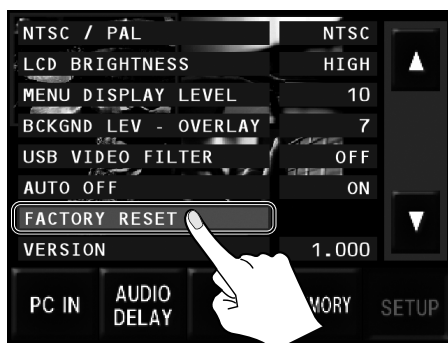 NTSC / PAL NTSC
LCD BRIGHTNESS HIGH
MENU DISPLAY LEVEL 10
BCKGND LEV - OVERLAY 7
USB VIDEO FILTER OFF
AUTO OFF ON
FACTORY RESET
VERSION 1.000
PC IN AUDIO DELAY SETUP